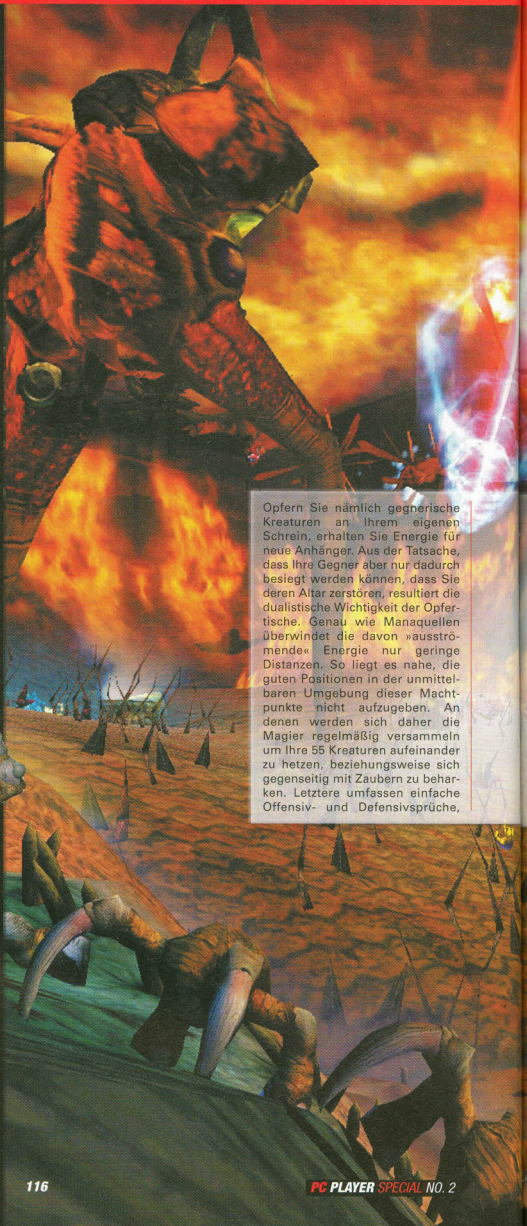 Opfern Sie nämlich gegnerische
Kreaturen an Ihrem eigenen
Schrein, erhalten Sie Energie für
neue Anhänger. Aus der Tatsache,
dass Ihre Gegner aber nur dadurch
besiegt werden können, dass Sie
deren Altar zerstören, resultiert die
dualistische Wichtigkeit der Opfer-
tische. Genau wie Manaquellen
überwindet die davon »ausströ-
mende« Energie nur geringe
Distanzen. So liegt es nahe, die
guten Positionen in der unmittel-
baren Umgebung dieser Macht-
punkte nicht aufzugeben. An
denen werden sich daher die
Magier regelmäßig versammeln
um Ihre 55 Kreaturen aufeinander
zu hetzen, beziehungsweise sich
gegenseitig mit Zaubern zu behar-
ken. Letztere umfassen einfache
Offensiv- und Defensivsprüche,
116
PC PLAYER SPECIAL NO. 2